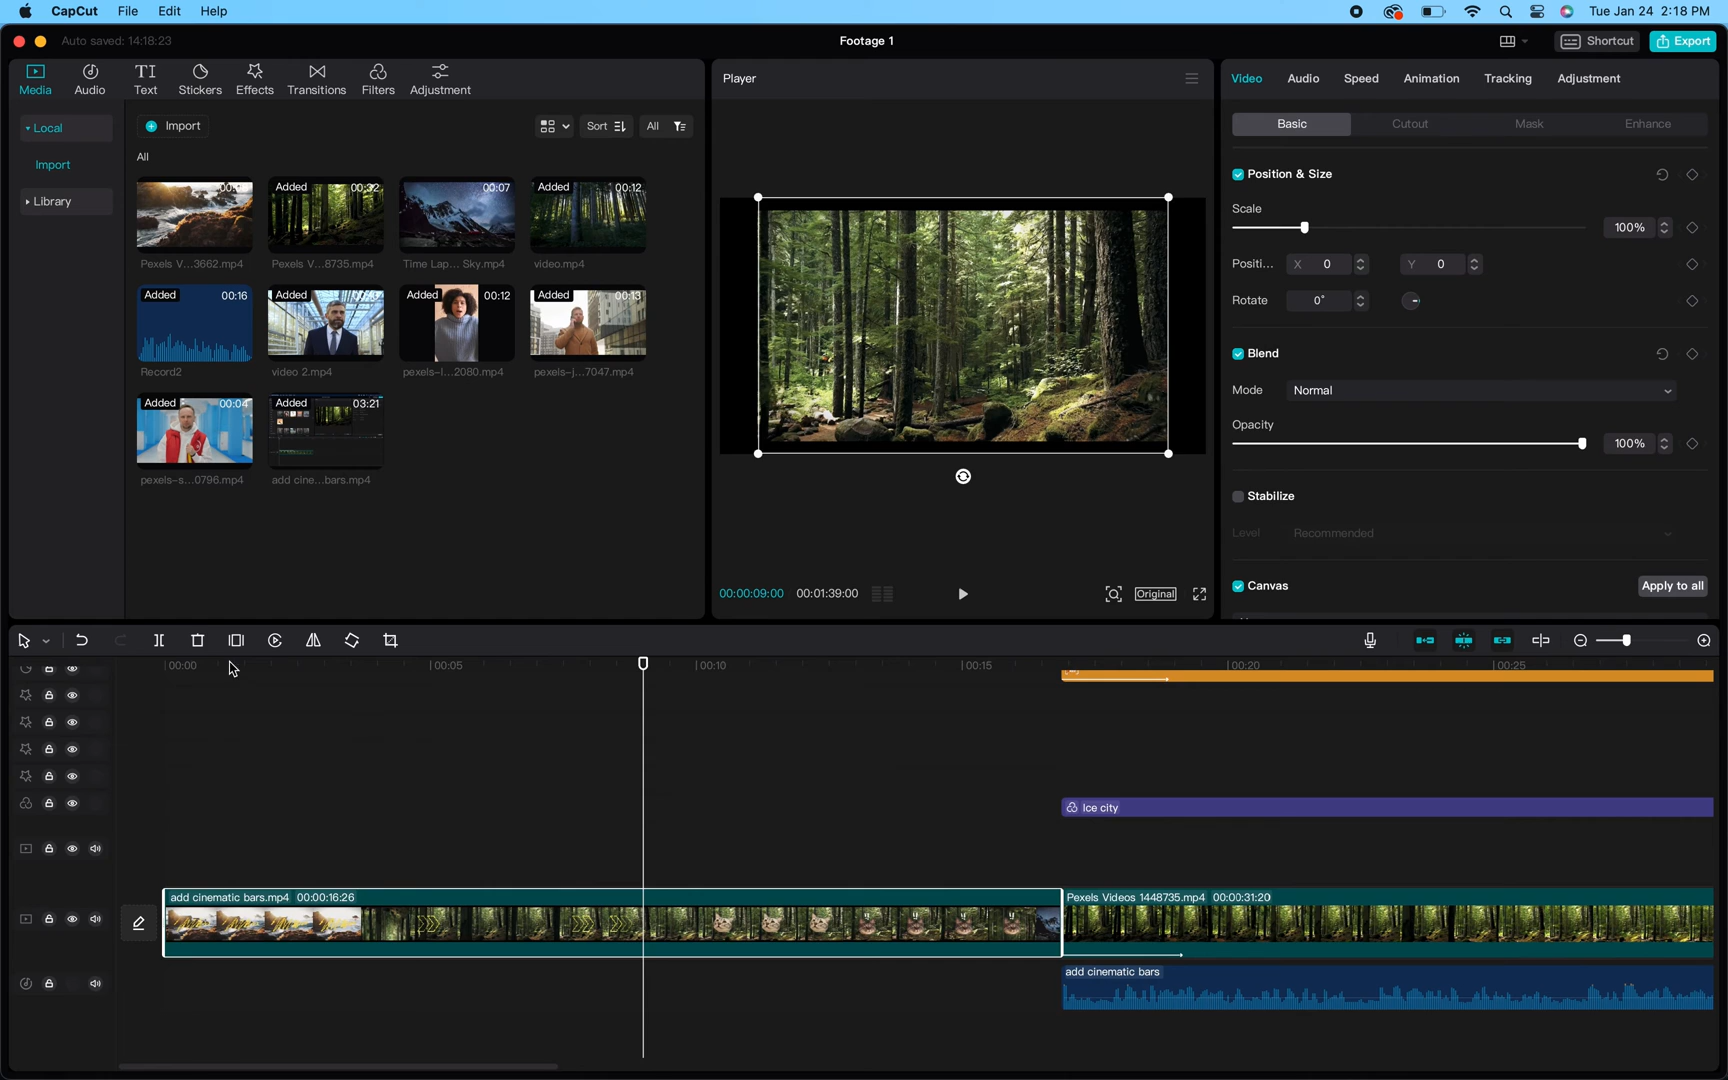 CapCut File Edit Help Tue Jan 24 2:18 PM
Auto saved: 14:18:23 Footage 1 Shortcut Export
Media Audio Text Stickers Effects Transitions Filters Adjustment
Local
Import
Library
Import Sort All
All
Added 00:32 00:07 Added 00:12
Pexels V...3662.mp4 Pexels V...8735.mp4 Time Lap... Sky.mp4 video.mp4
Added 00:16 Added Added 00:12 Added 00:13
Record2 video 2.mp4 pexels-l...2080.mp4 pexels-j...7047.mp4
Added 00:04 Added 03:21
pexels-s...0796.mp4 add cine...bars.mp4
Player
00:00:09:00 00:01:39:00 Original
Video Audio Speed Animation Tracking Adjustment
Basic Cutout Mask Enhance
Position & Size
Scale
100%
Positi... X 0 Y 0
Rotate 0°
Blend
Mode Normal
Opacity
100%
Stabilize
Level Recommended
Canvas Apply to all
00:00 00:05 00:10 00:15 00:20 00:25
Ice city
add cinematic bars.mp4 00:00:16:26 Pexels Videos 1448735.mp4 00:00:31:20
add cinematic bars